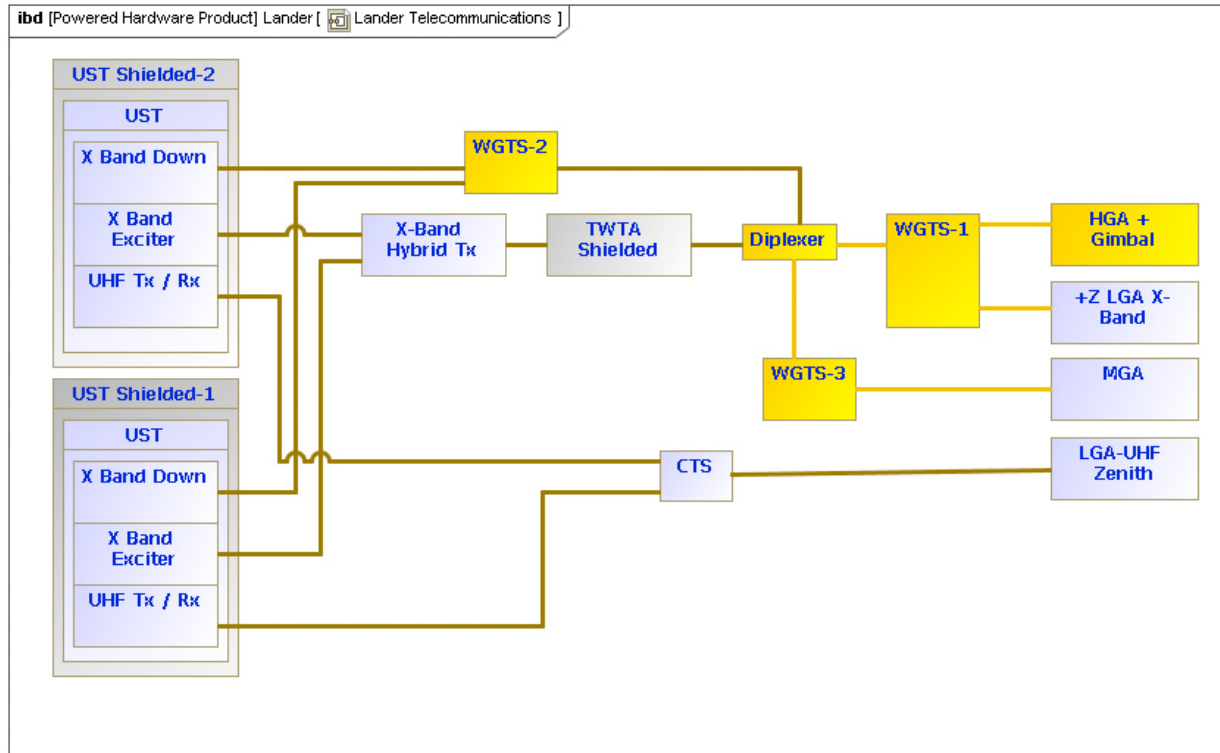 ibd [Powered Hardware Product] Lander [ Lander Telecommunications ]
UST Shielded-2
UST
X Band Down
X Band
Exciter
UHF Tx / Rx
WGTS-2
X-Band
Hybrid Tx
TWTA
Shielded
Diplexer
WGTS-1
HGA +
Gimbal
+Z LGA X-
Band
WGTS-3
MGA
UST Shielded-1
UST
X Band Down
X Band
Exciter
UHF Tx / Rx
CTS
LGA-UHF
Zenith